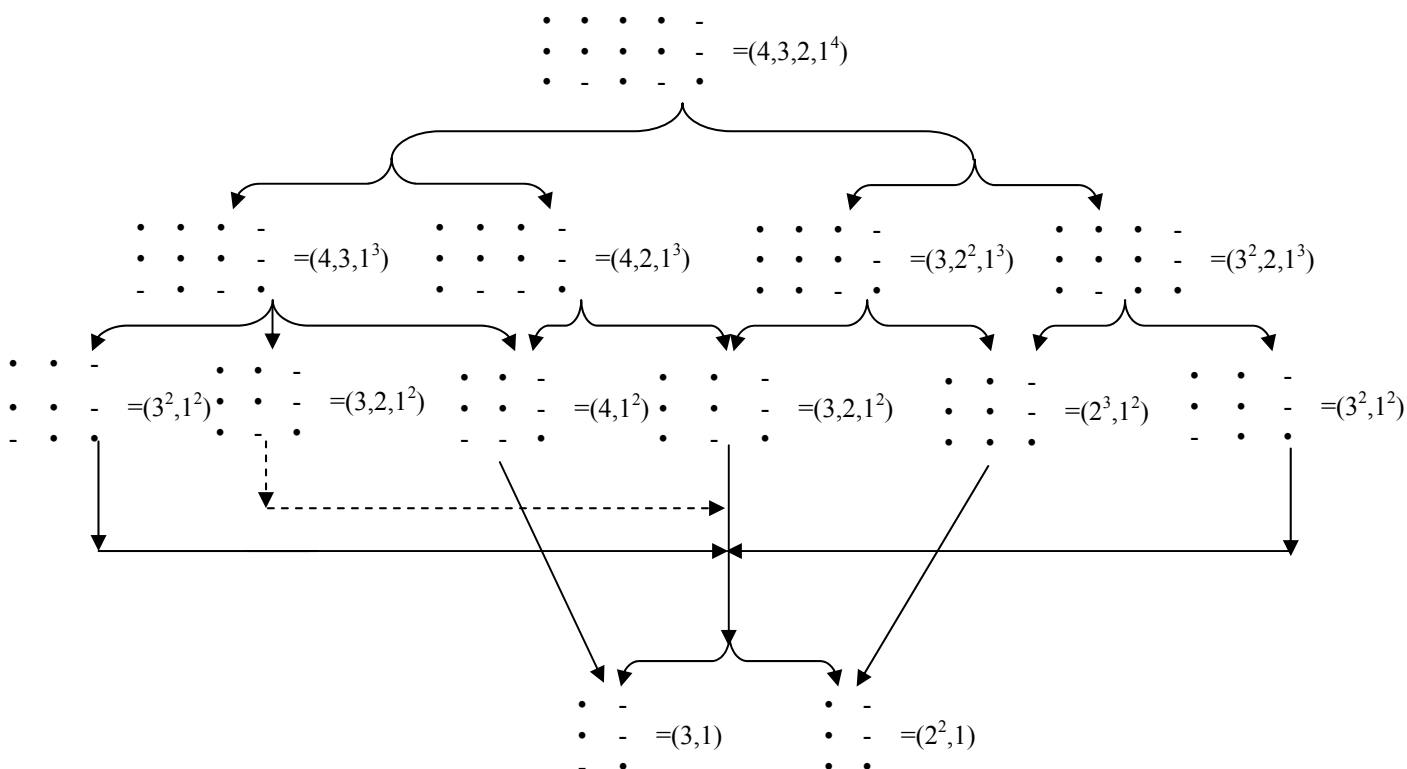 • • • • -
• • • • - =(4,3,2,1⁴)
• - • - •
• • • - • • • - • • • - • • • -
• • • - =(4,3,1³) • • • - =(4,2,1³) • • • - =(3,2²,1³) • • • - =(3²,2,1³)
- • - • • - - • • • - • • - • •
• • - • • - • • - • • - • • - • • -
• • - =(3²,1²) • • - =(3,2,1²) • • - =(4,1²) • • - =(3,2,1²) • • - =(2³,1²) • • - =(3²,1²)
- • • • - • - - • • - • • • • - • •
• - • -
• - =(3,1) • - =(2²,1)
- •